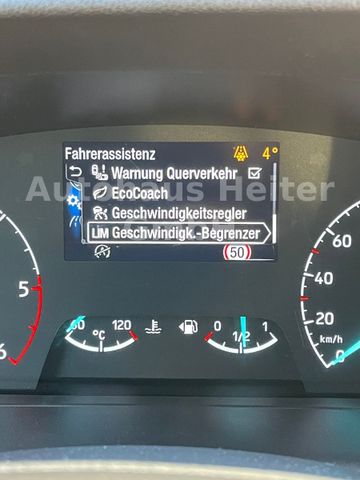 Fahrerassistenz 4°
Warnung Querverkehr
EcoCoach
Autohaus Heiter
Geschwindigkeitsregler
LIM Geschwindigk.-Begrenzer
50
5
6
60 °C 120
0 1/2 1
60
20
km/h
0